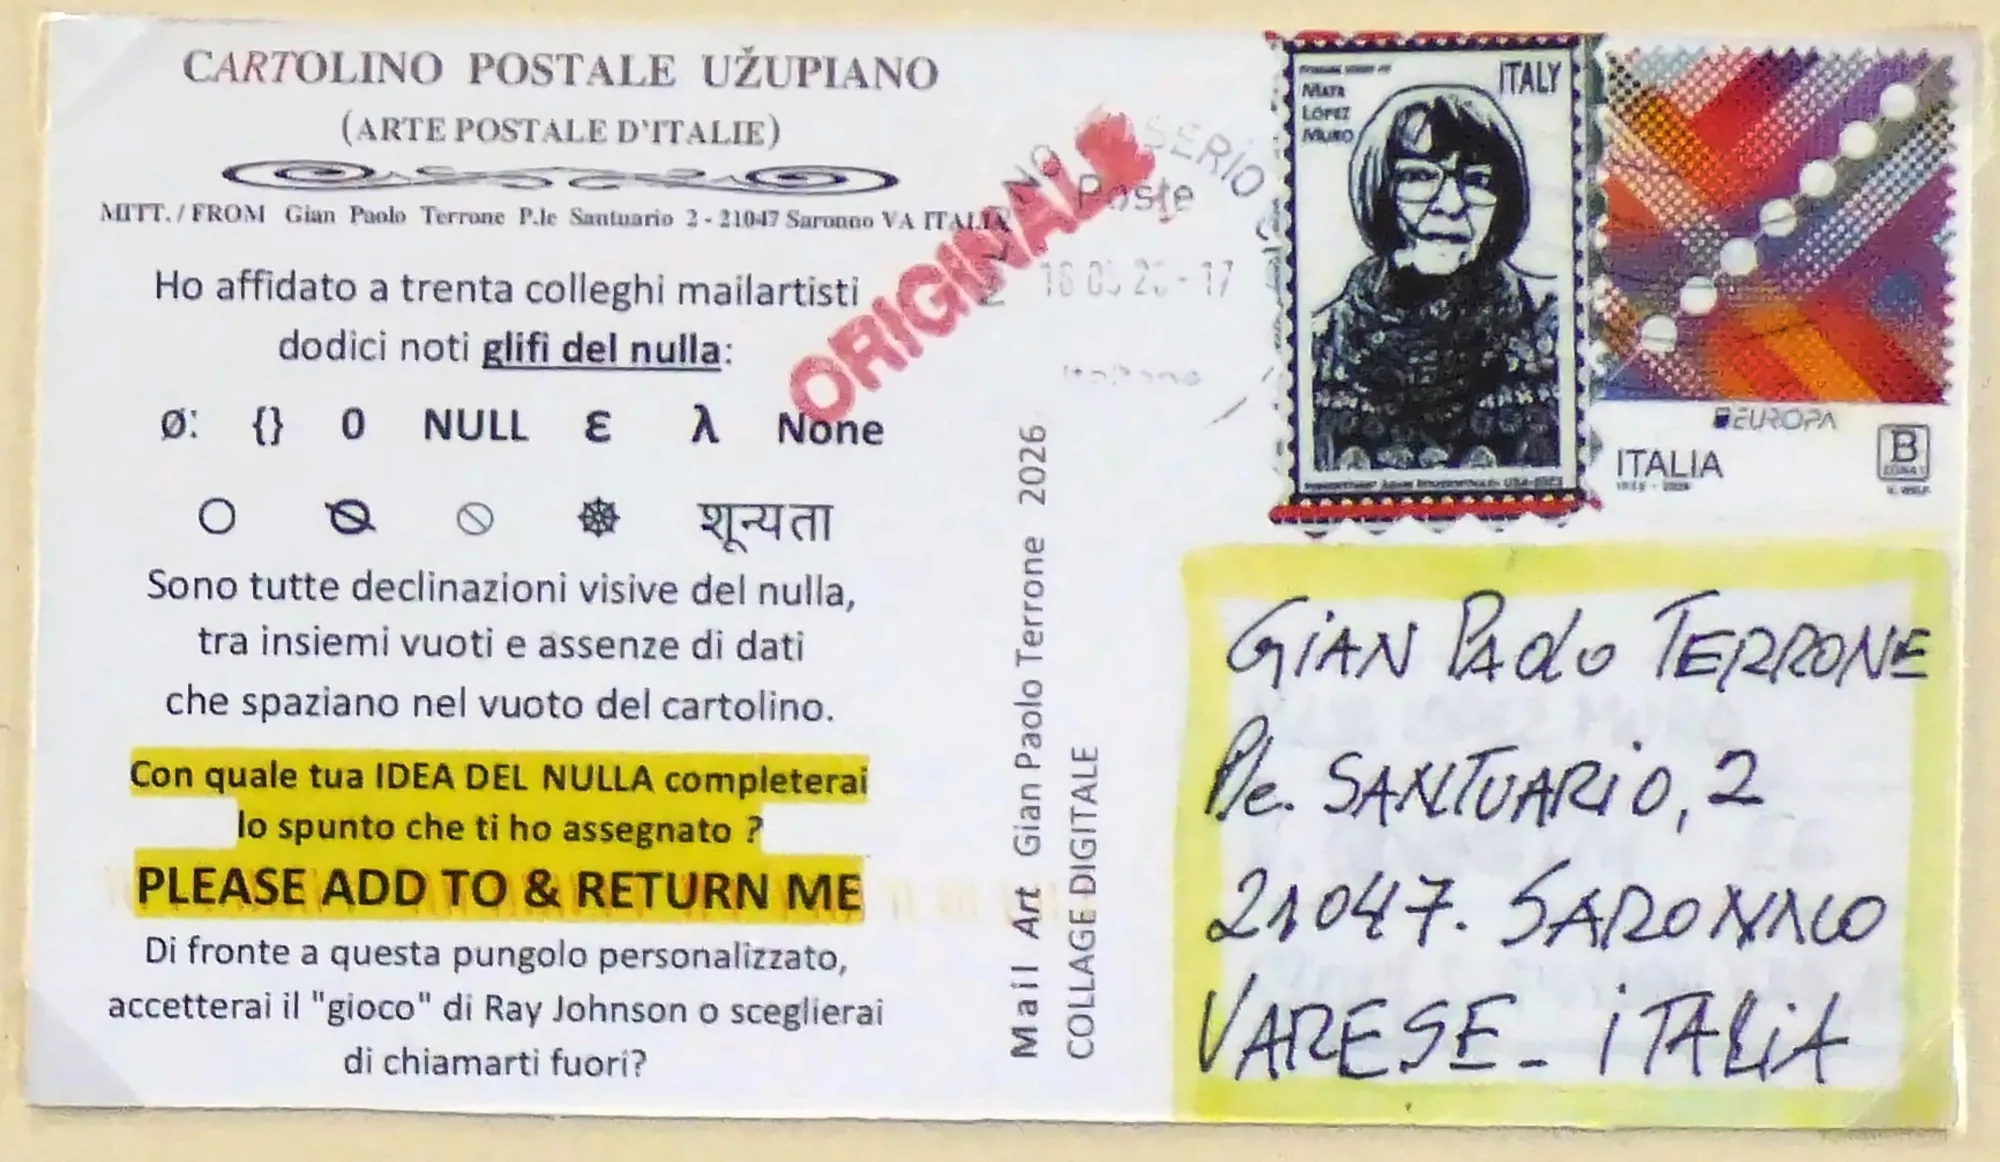 CARTOLINO POSTALE UŽUPIANO
(ARTE POSTALE D'ITALIE)
MITT. / FROM Gian Paolo Terrone P.le Santuario 2 - 21047 Saronno VA ITALIA
Ho affidato a trenta colleghi mailartisti
dodici noti glifi del nulla:
ø: {} 0 NULL ε λ None
शून्यता
Sono tutte declinazioni visive del nulla,
tra insiemi vuoti e assenze di dati
che spaziano nel vuoto del cartolino.
Con quale tua IDEA DEL NULLA completerai
lo spunto che ti ho assegnato ?
PLEASE ADD TO & RETURN ME
Di fronte a questa pungolo personalizzato,
accetterai il "gioco" di Ray Johnson o sceglierai
di chiamarti fuori?
ORIGINALE
Mail Art Gian Paolo Terrone 2026
COLLAGE DIGITALE
SERIO
Poste
ITALY
MAYA
LÓPEZ
MURO
EUROPA
ITALIA
B
GiAN PAolo TERRONE
Ple. SANTUARiO, 2
21047. SARONNO
VARESE - iTALiA